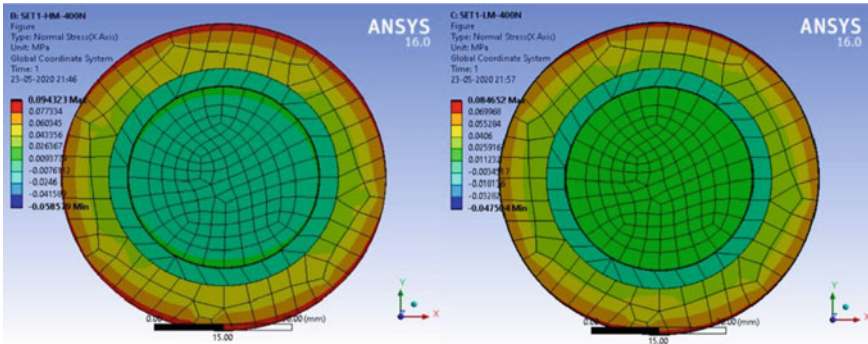 B: SET1-HM-400N
Figure
Type: Normal Stress(X Axis)
Unit: MPa
Global Coordinate System
Time: 1
23-05-2020 21:46
0.094323 Max
0.077334
0.060345
0.043356
0.026367
-0.0246
Min
ANSYS
16.0
Y
X
(mm)
15.00
C: SET1-LM-400N
Figure
Type: Normal Stress(X Axis)
Unit: MPa
Global Coordinate System
Time: 1
23-05-2020 21:57
0.084652 Max
0.069968
0.055284
0.0406
0.025916
0.011232
Min
ANSYS
16.0
Y
X
(mm)
15.00